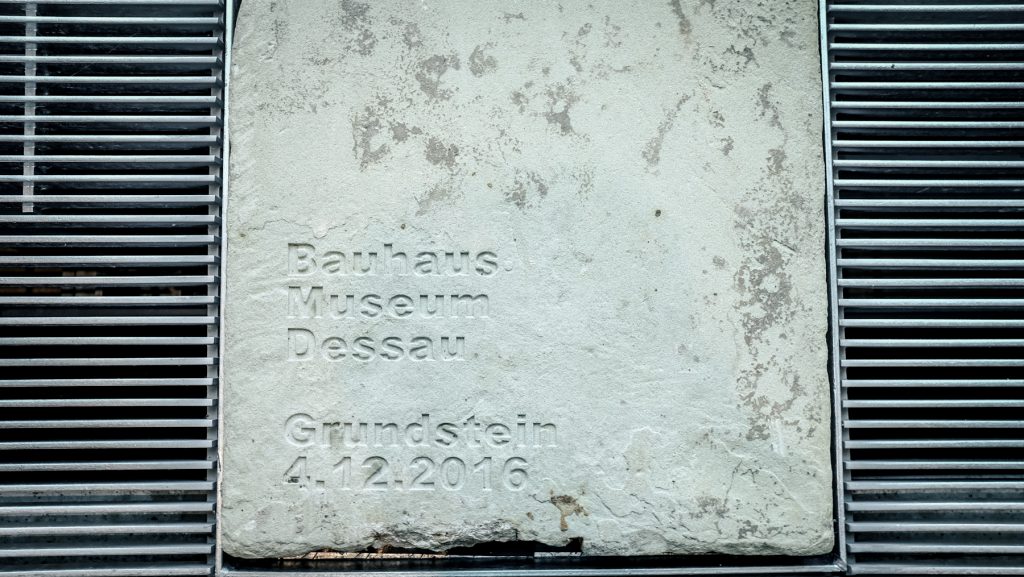 Bauhaus
Museum
Dessau
Grundstein
4.12.2016